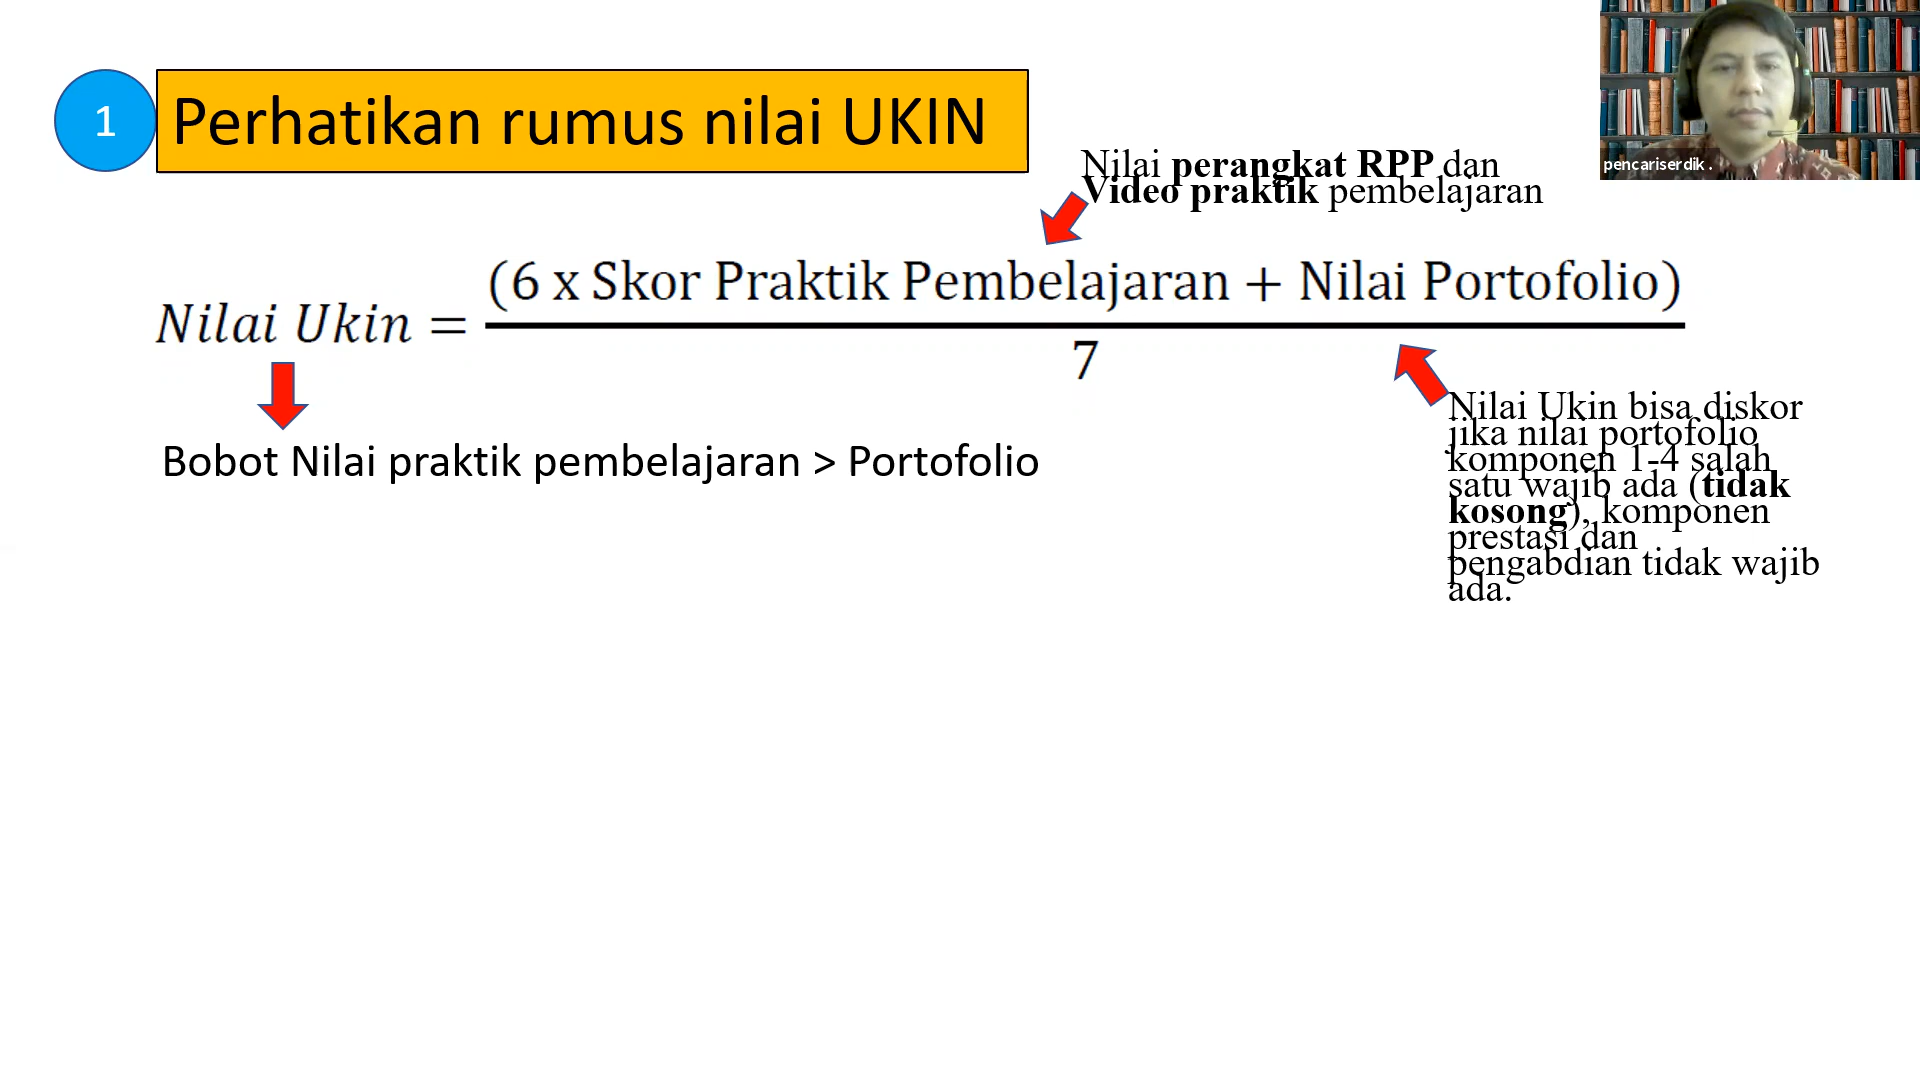 1
Perhatikan rumus nilai UKIN
pencariserdik .
Nilai perangkat RPP dan
Video praktik pembelajaran
Nilai Ukin = (6 x Skor Praktik Pembelajaran + Nilai Portofolio)
7
Bobot Nilai praktik pembelajaran > Portofolio
Nilai Ukin bisa diskor
jika nilai portofolio
komponen 1-4 salah
satu wajib ada (tidak
kosong), komponen
prestasi dan
pengabdian tidak wajib
ada.